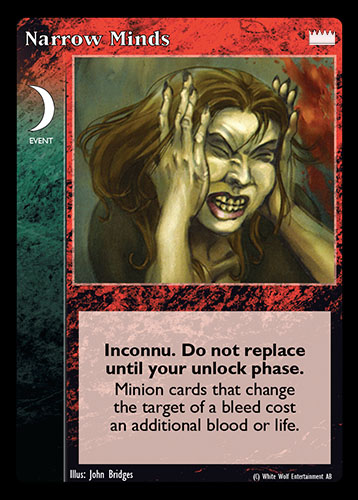 Narrow Minds
EVENT
Inconnu. Do not replace
until your unlock phase.
Minion cards that change
the target of a bleed cost
an additional blood or life.
Illus: John Bridges
(C) White Wolf Entertainment AB